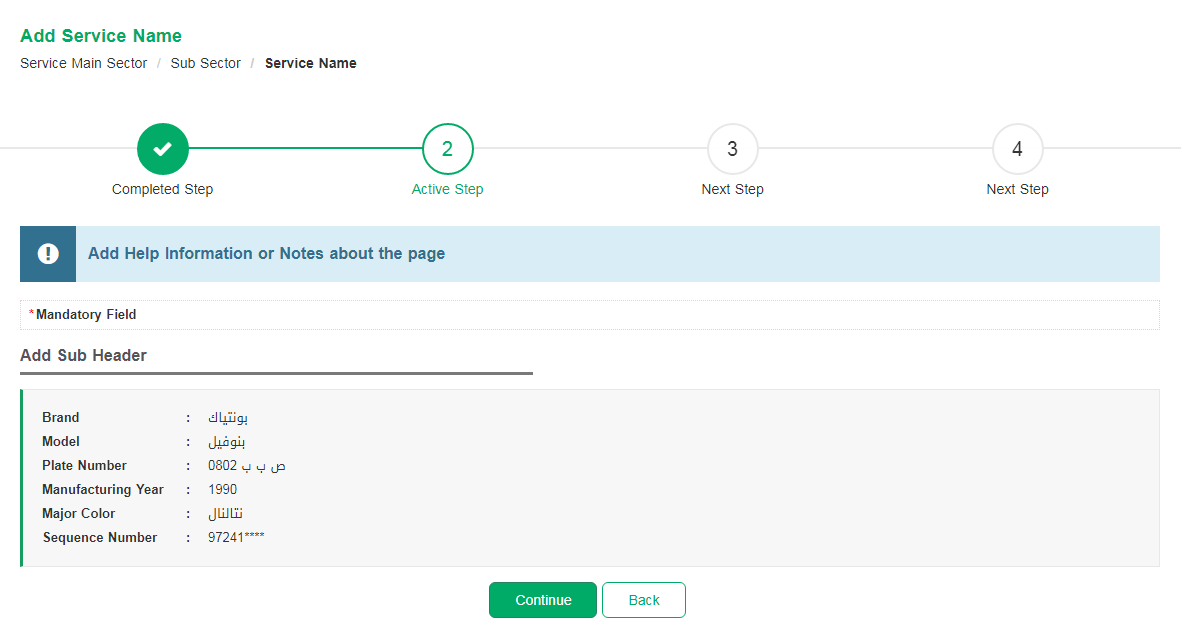 Add Service Name
Service Main Sector / Sub Sector / Service Name
2
3
4
Completed Step
Active Step
Next Step
Next Step
Add Help Information or Notes about the page
*Mandatory Field
Add Sub Header
Brand : بونتياك
Model : بنوفيل
Plate Number : ص ب ب 0802
Manufacturing Year : 1990
Major Color : نتالنال
Sequence Number : 97241****
Continue
Back